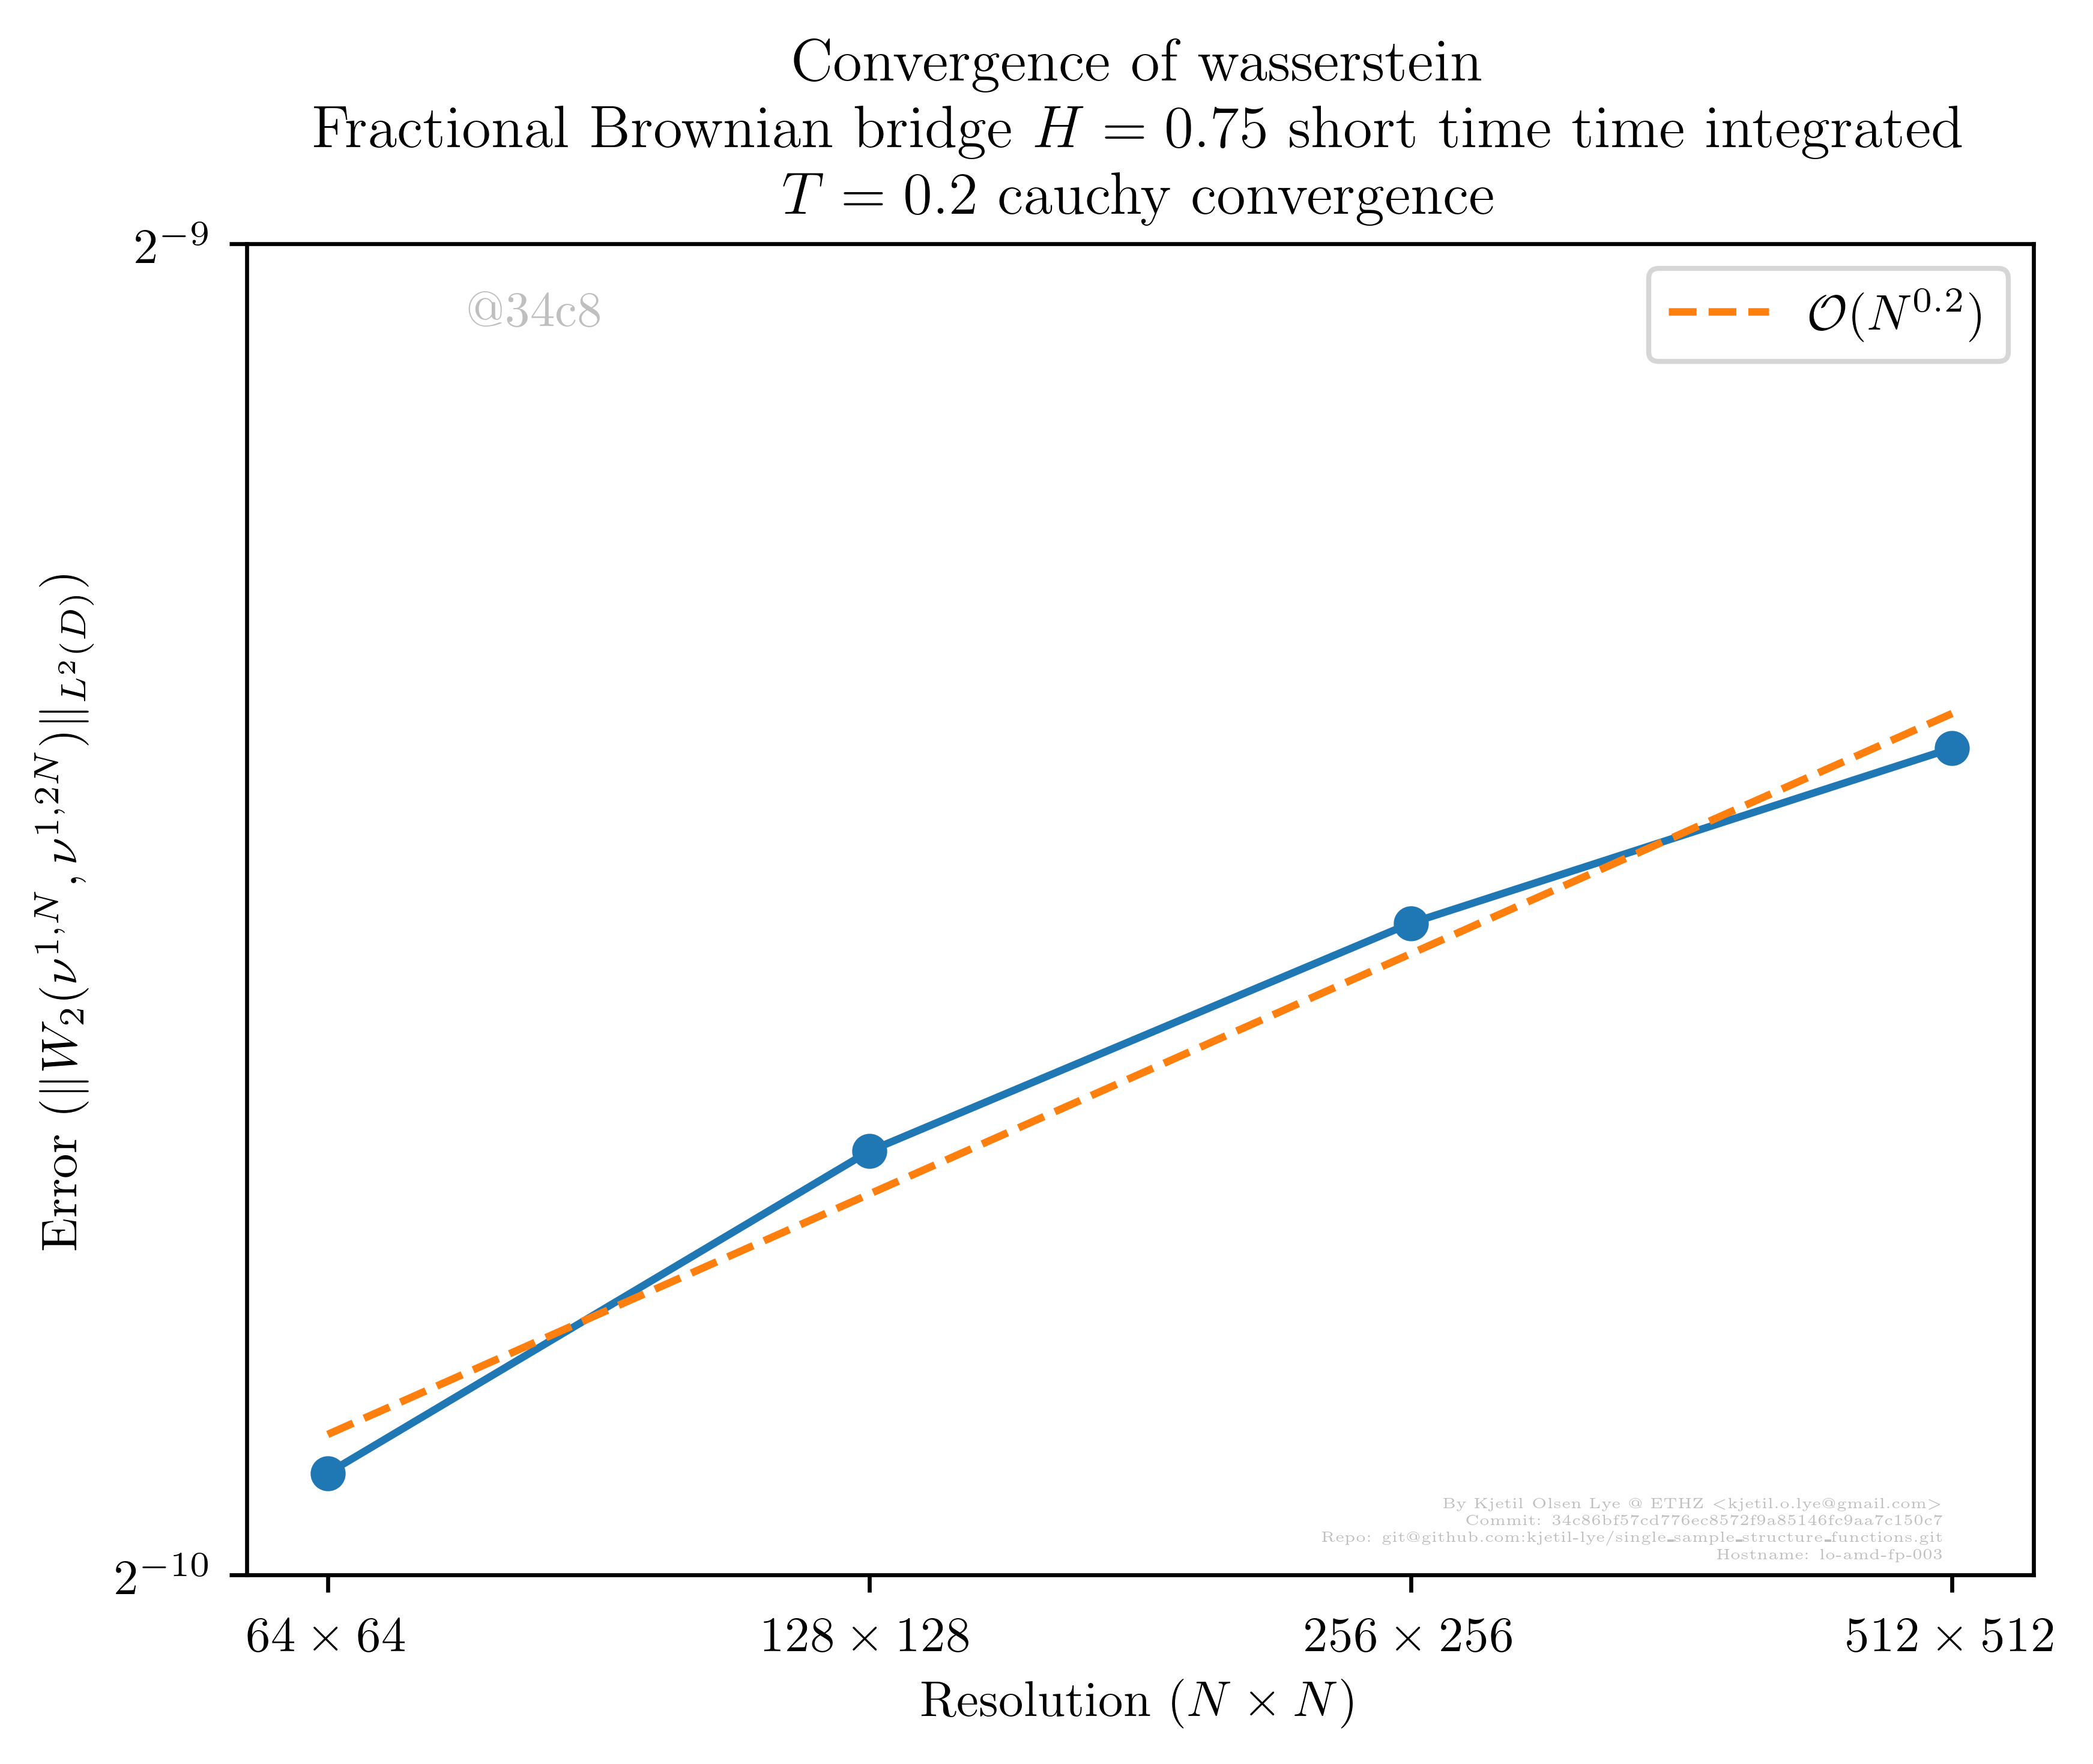 Convergence of wasserstein
Fractional Brownian bridge H = 0.75 short time time integrated
T = 0.2 cauchy convergence
2⁻⁹
@34c8
𝒪(N^{0.2})
Error (||W₂(ν^{1,N}, ν^{1,2N})||_{L²(D)})
By Kjetil Olsen Lye @ ETHZ <kjetil.o.lye@gmail.com>
Commit: 34c86bf57cd776ec8572f9a85146fc9aa7c150c7
Repo: git@github.com:kjetil-lye/single_sample_structure_functions.git
Hostname: lo-amd-fp-003
2⁻¹⁰
64 × 64 128 × 128 256 × 256 512 × 512
Resolution (N × N)